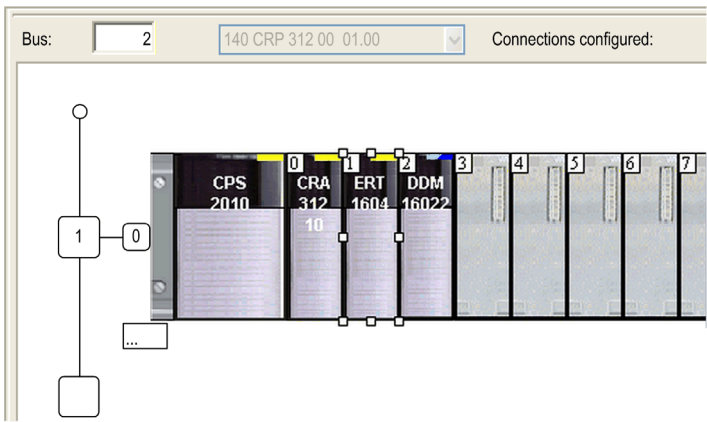 Bus: 2 140 CRP 312 00 01.00 Connections configured:
0 1 2 3 4 5 6 7
CPS 2010
CRA 312 10
ERT 1604
DDM 16022
1 0
...